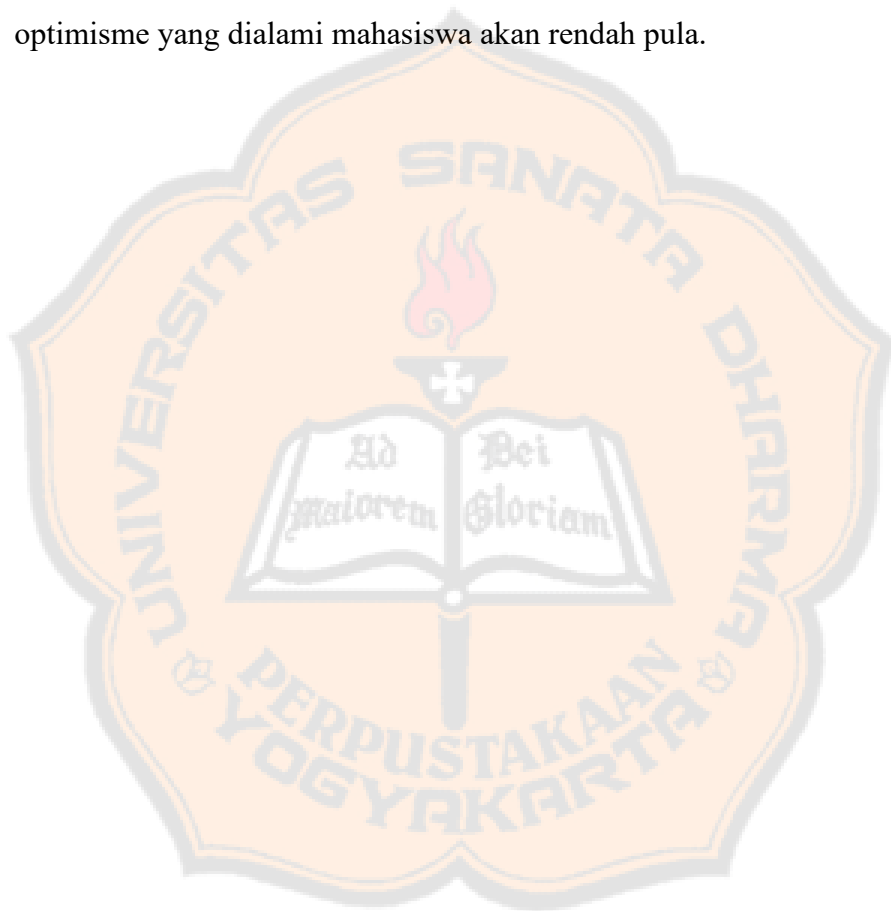 optimisme yang dialami mahasiswa akan rendah pula.
UNIVERSITAS SANATA DHARMA
Ad
Maiorem
Dei
Gloriam
PERPUSTAKAAN
YOGYAKARTA